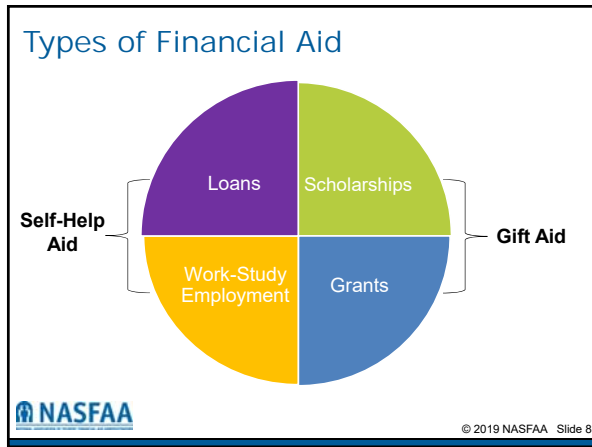 Types of Financial Aid
Loans
Scholarships
Self-Help
Aid
Gift Aid
Work-Study
Employment
Grants
NASFAA
© 2019 NASFAA Slide 8